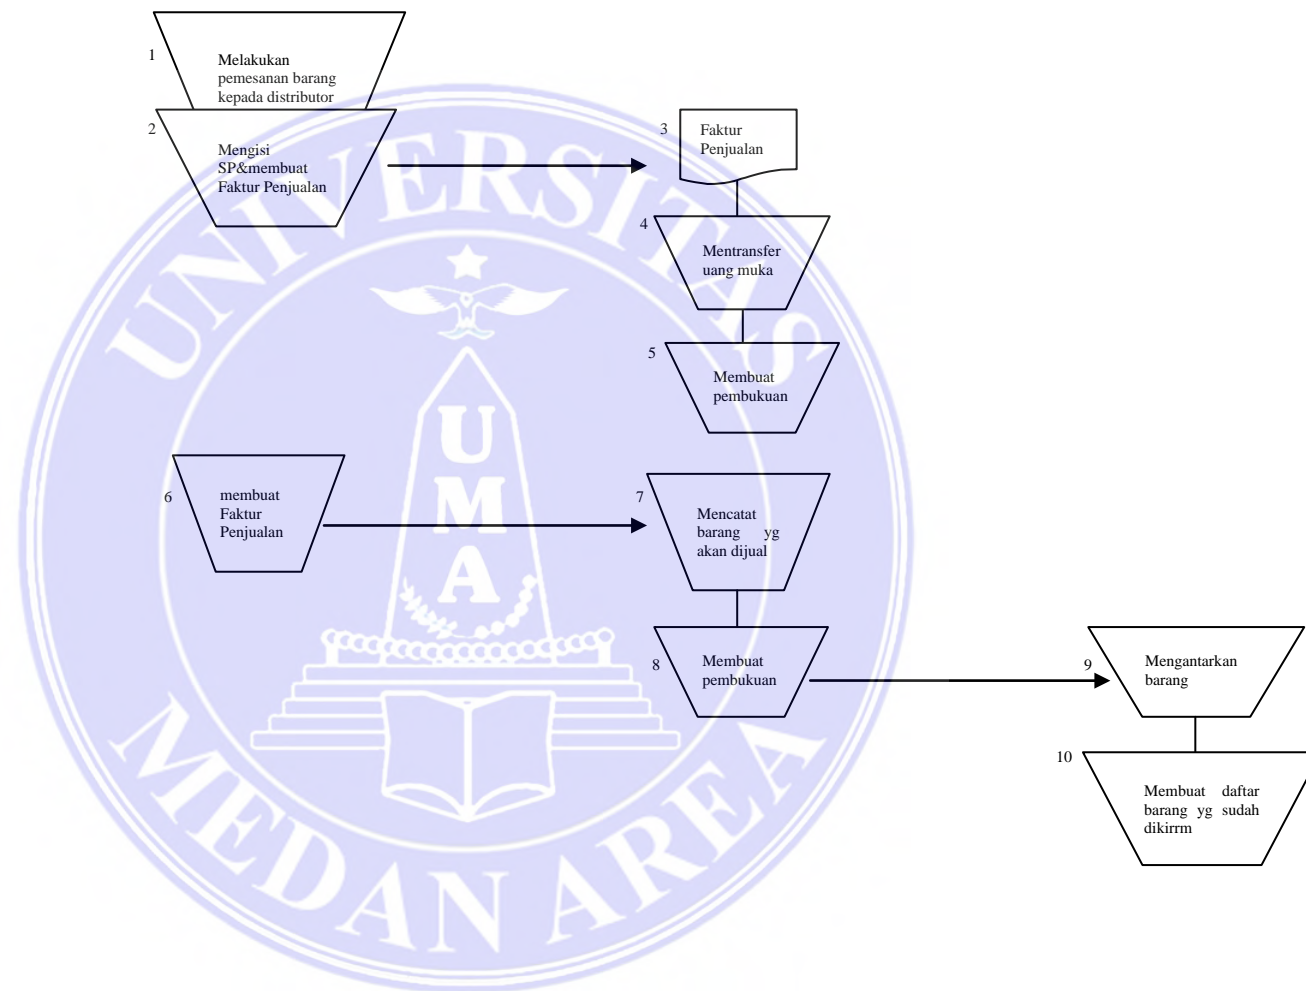 1
Melakukan
pemesanan barang
kepada distributor
2
Mengisi
SP&membuat
Faktur Penjualan
3
Faktur
Penjualan
4
Mentransfer
uang muka
5
Membuat
pembukuan
6
membuat
Faktur
Penjualan
7
Mencatat
barang yg
akan dijual
8
Membuat
pembukuan
9
Mengantarkan
barang
10
Membuat daftar
barang yg sudah
dikirrm
UNIVERSITAS
UMA
MEDAN AREA